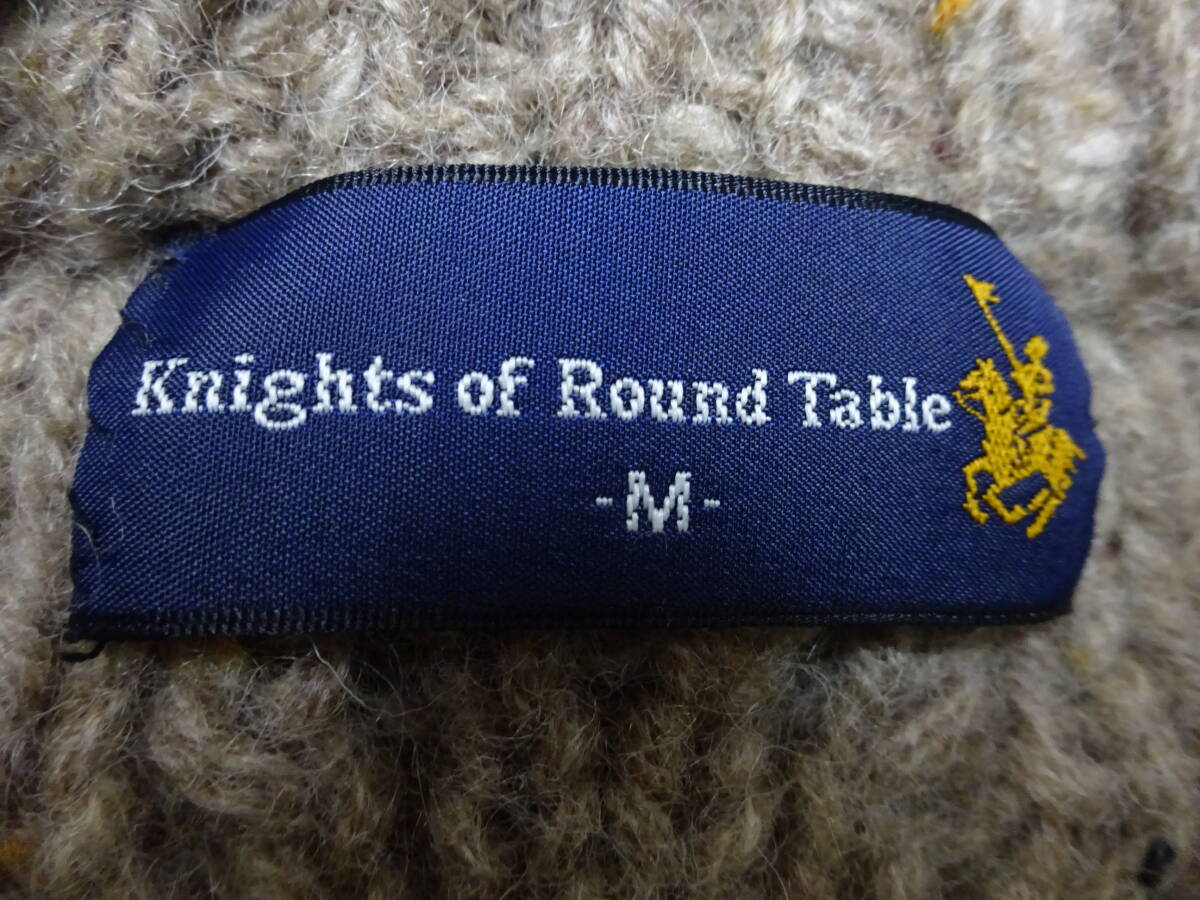 Knights of Round Table
-M-